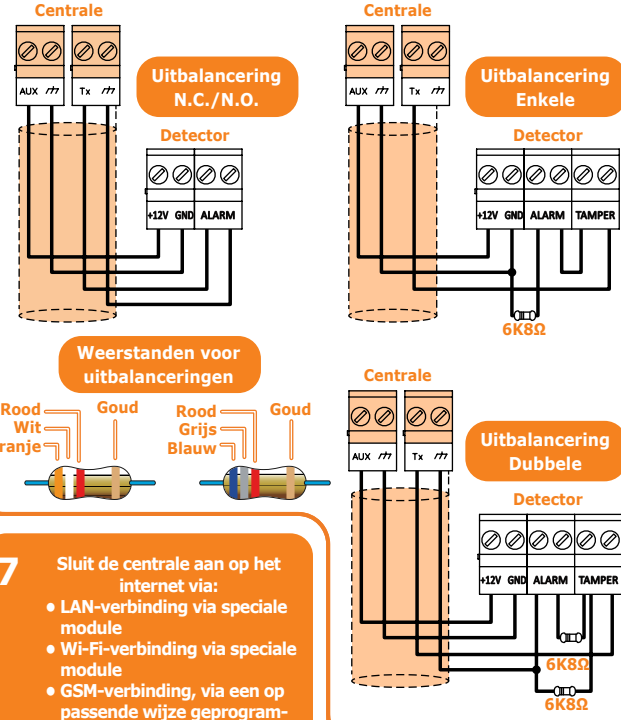 Centrale
AUX Tx
Uitbalancering
N.C./N.O.
Detector
+12V GND ALARM
Centrale
AUX Tx
Uitbalancering
Enkele
Detector
+12V GND ALARM TAMPER
6K8Ω
Weerstanden voor
uitbalanceringen
Rood
Wit
ranje
Goud
Rood
Grijs
Blauw
Goud
Centrale
AUX Tx
Uitbalancering
Dubbele
Detector
+12V GND ALARM TAMPER
6K8Ω
6K8Ω
7
Sluit de centrale aan op het
internet via:
● LAN-verbinding via speciale
module
● Wi-Fi-verbinding via speciale
module
● GSM-verbinding, via een op
passende wijze geprogram-